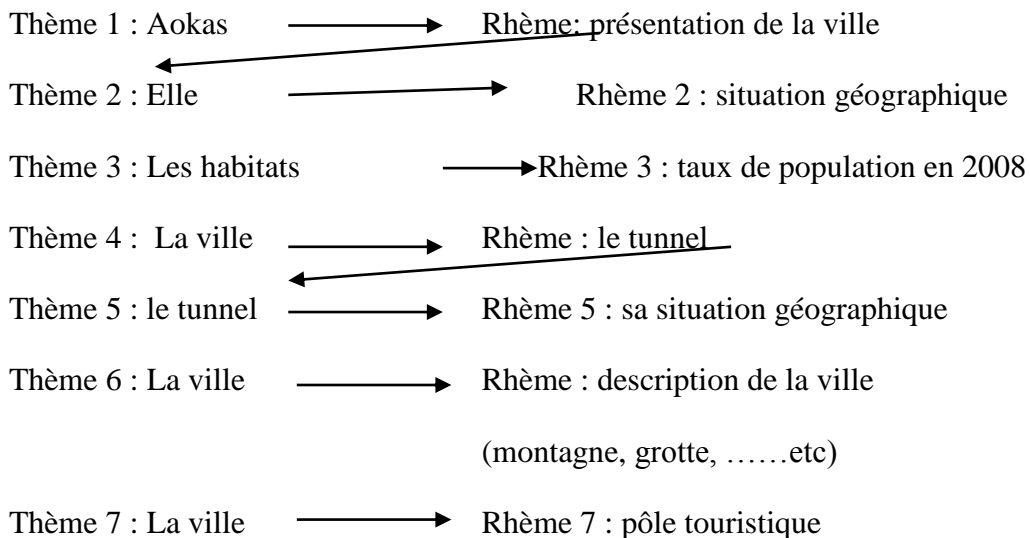 Thème 1 : Aokas Rhème: présentation de la ville
Thème 2 : Elle Rhème 2 : situation géographique
Thème 3 : Les habitats Rhème 3 : taux de population en 2008
Thème 4 : La ville Rhème : le tunnel
Thème 5 : le tunnel Rhème 5 : sa situation géographique
Thème 6 : La ville Rhème : description de la ville
(montagne, grotte, ……etc)
Thème 7 : La ville Rhème 7 : pôle touristique